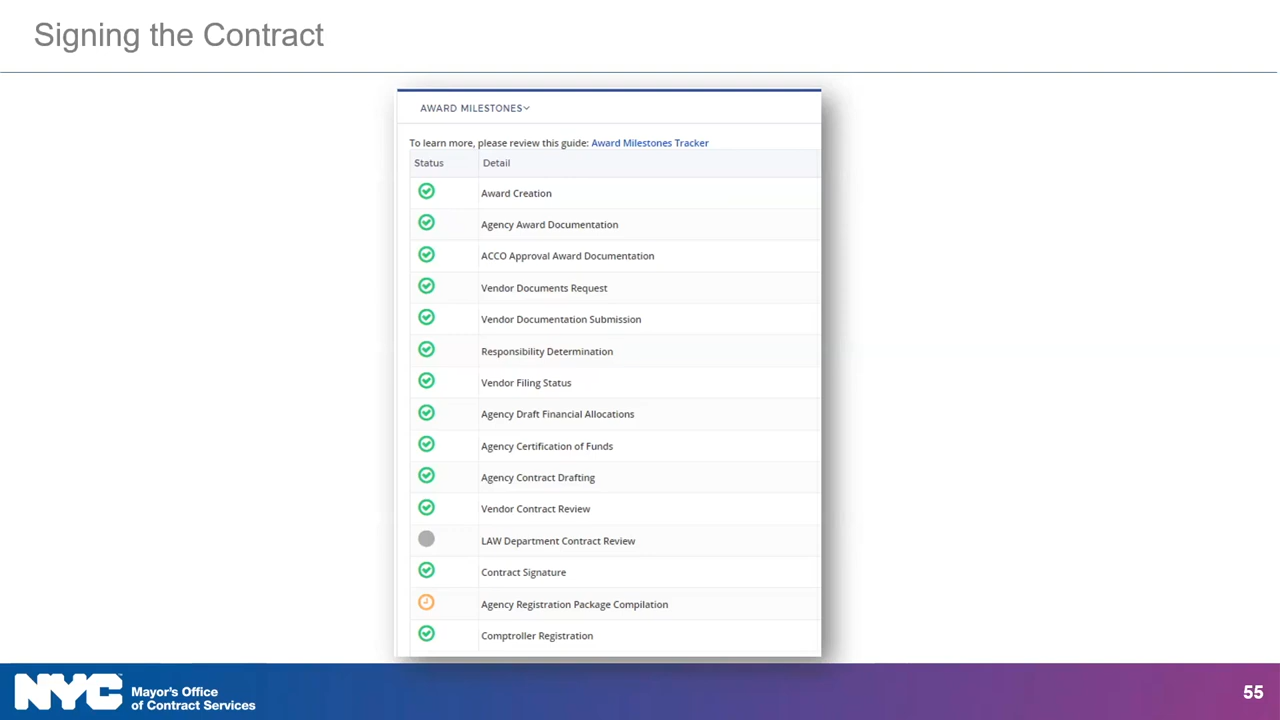 Signing the Contract
AWARD MILESTONES
To learn more, please review this guide: Award Milestones Tracker
Status Detail
Award Creation
Agency Award Documentation
ACCO Approval Award Documentation
Vendor Documents Request
Vendor Documentation Submission
Responsibility Determination
Vendor Filing Status
Agency Draft Financial Allocations
Agency Certification of Funds
Agency Contract Drafting
Vendor Contract Review
LAW Department Contract Review
Contract Signature
Agency Registration Package Compilation
Comptroller Registration
NYC Mayor's Office
of Contract Services
55